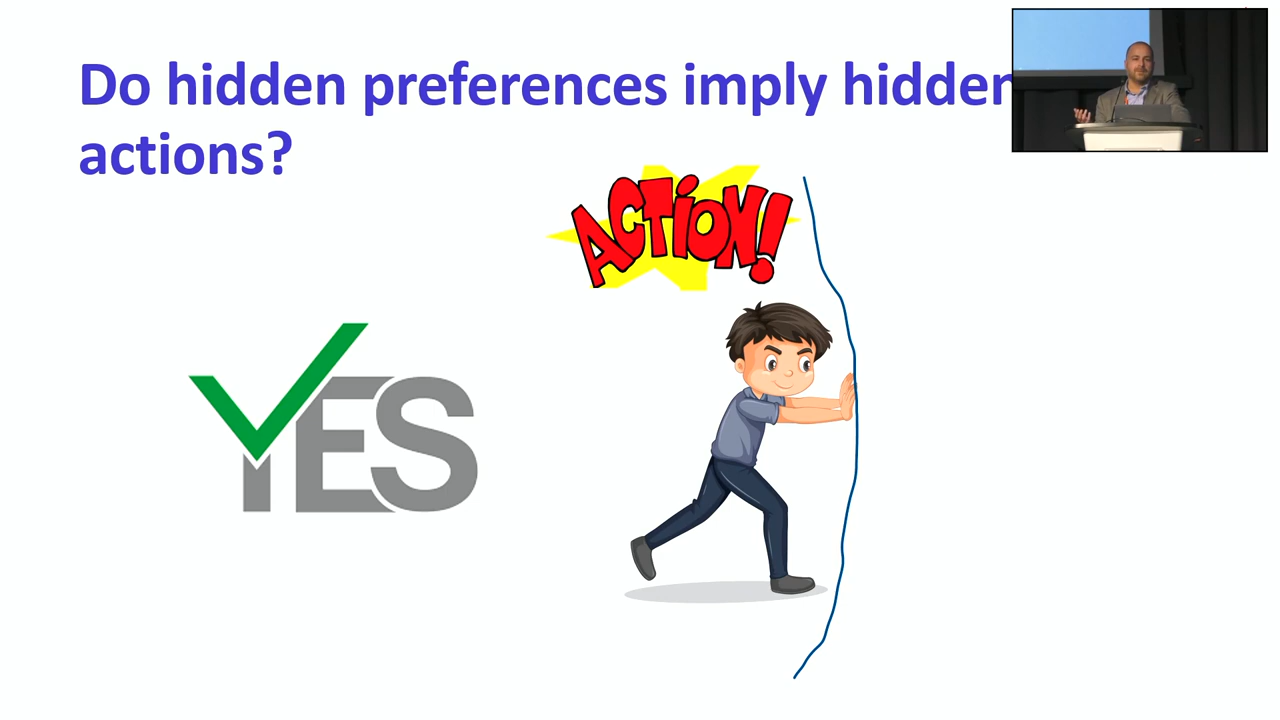 Do hidden preferences imply hidden
actions?
ACTION!
YES